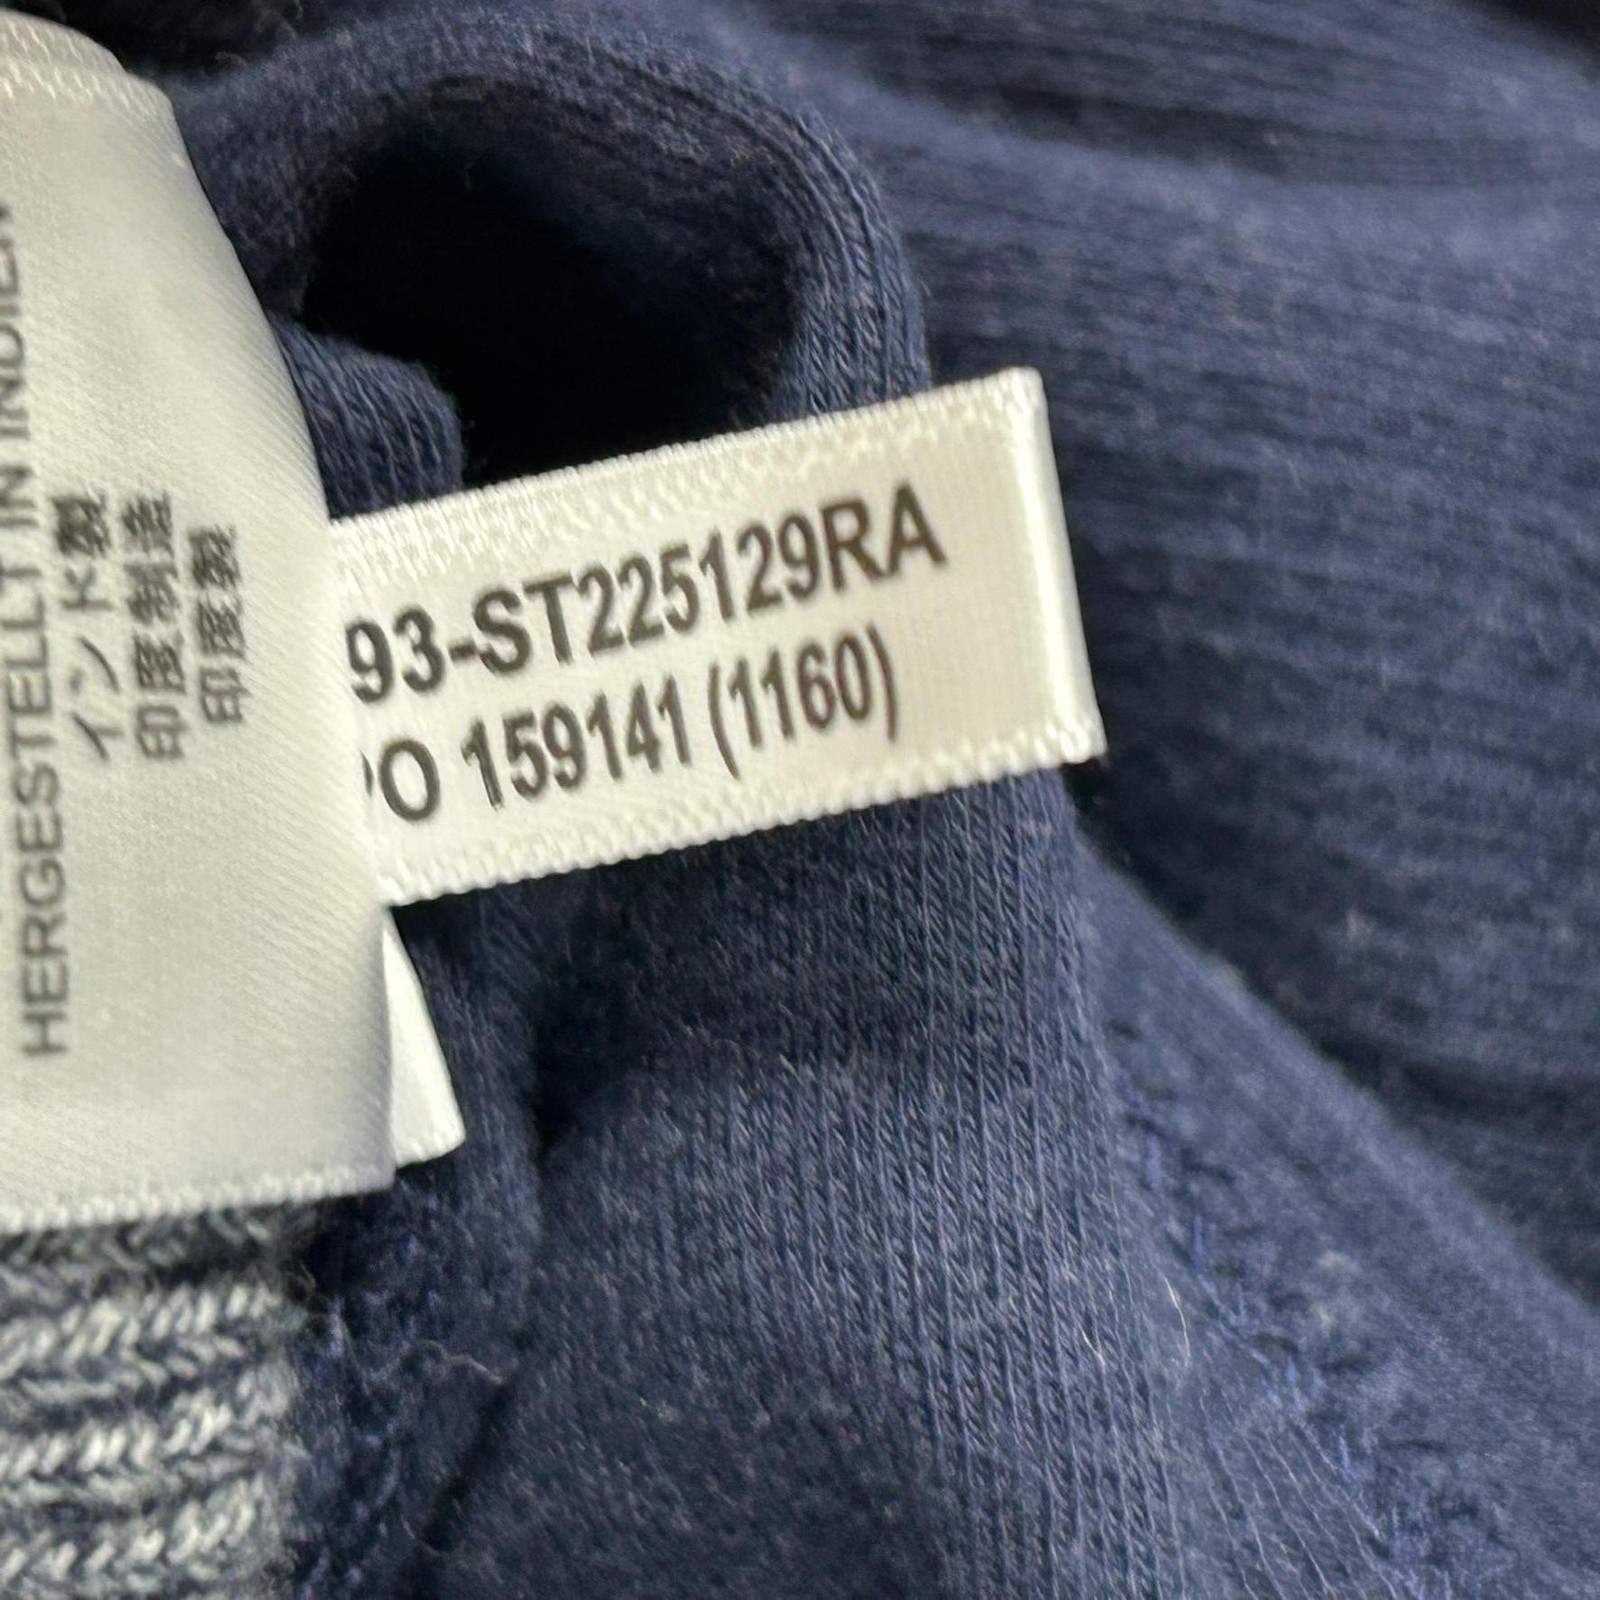 HERGESTELLT IN INDIEN
インド製
印度制造
印度製
93-ST225129RA
PO 159141 (1160)